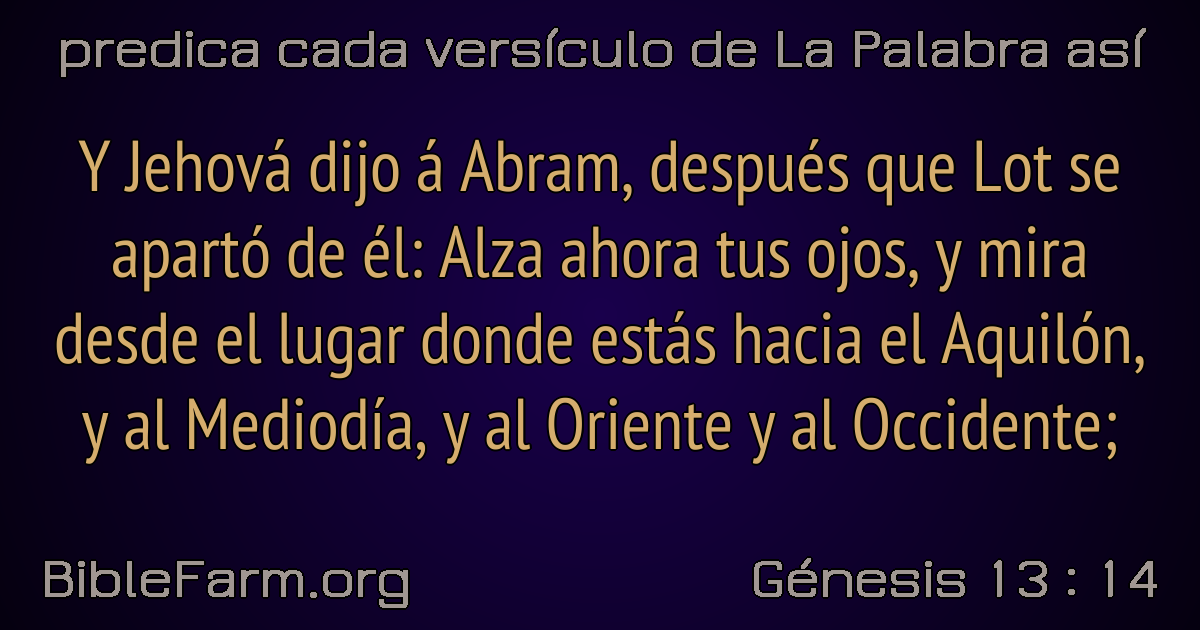 predica cada versículo de La Palabra así
Y Jehová dijo á Abram, después que Lot se
apartó de él: Alza ahora tus ojos, y mira
desde el lugar donde estás hacia el Aquilón,
y al Mediodía, y al Oriente y al Occidente;
BibleFarm.org
Génesis 13 : 14